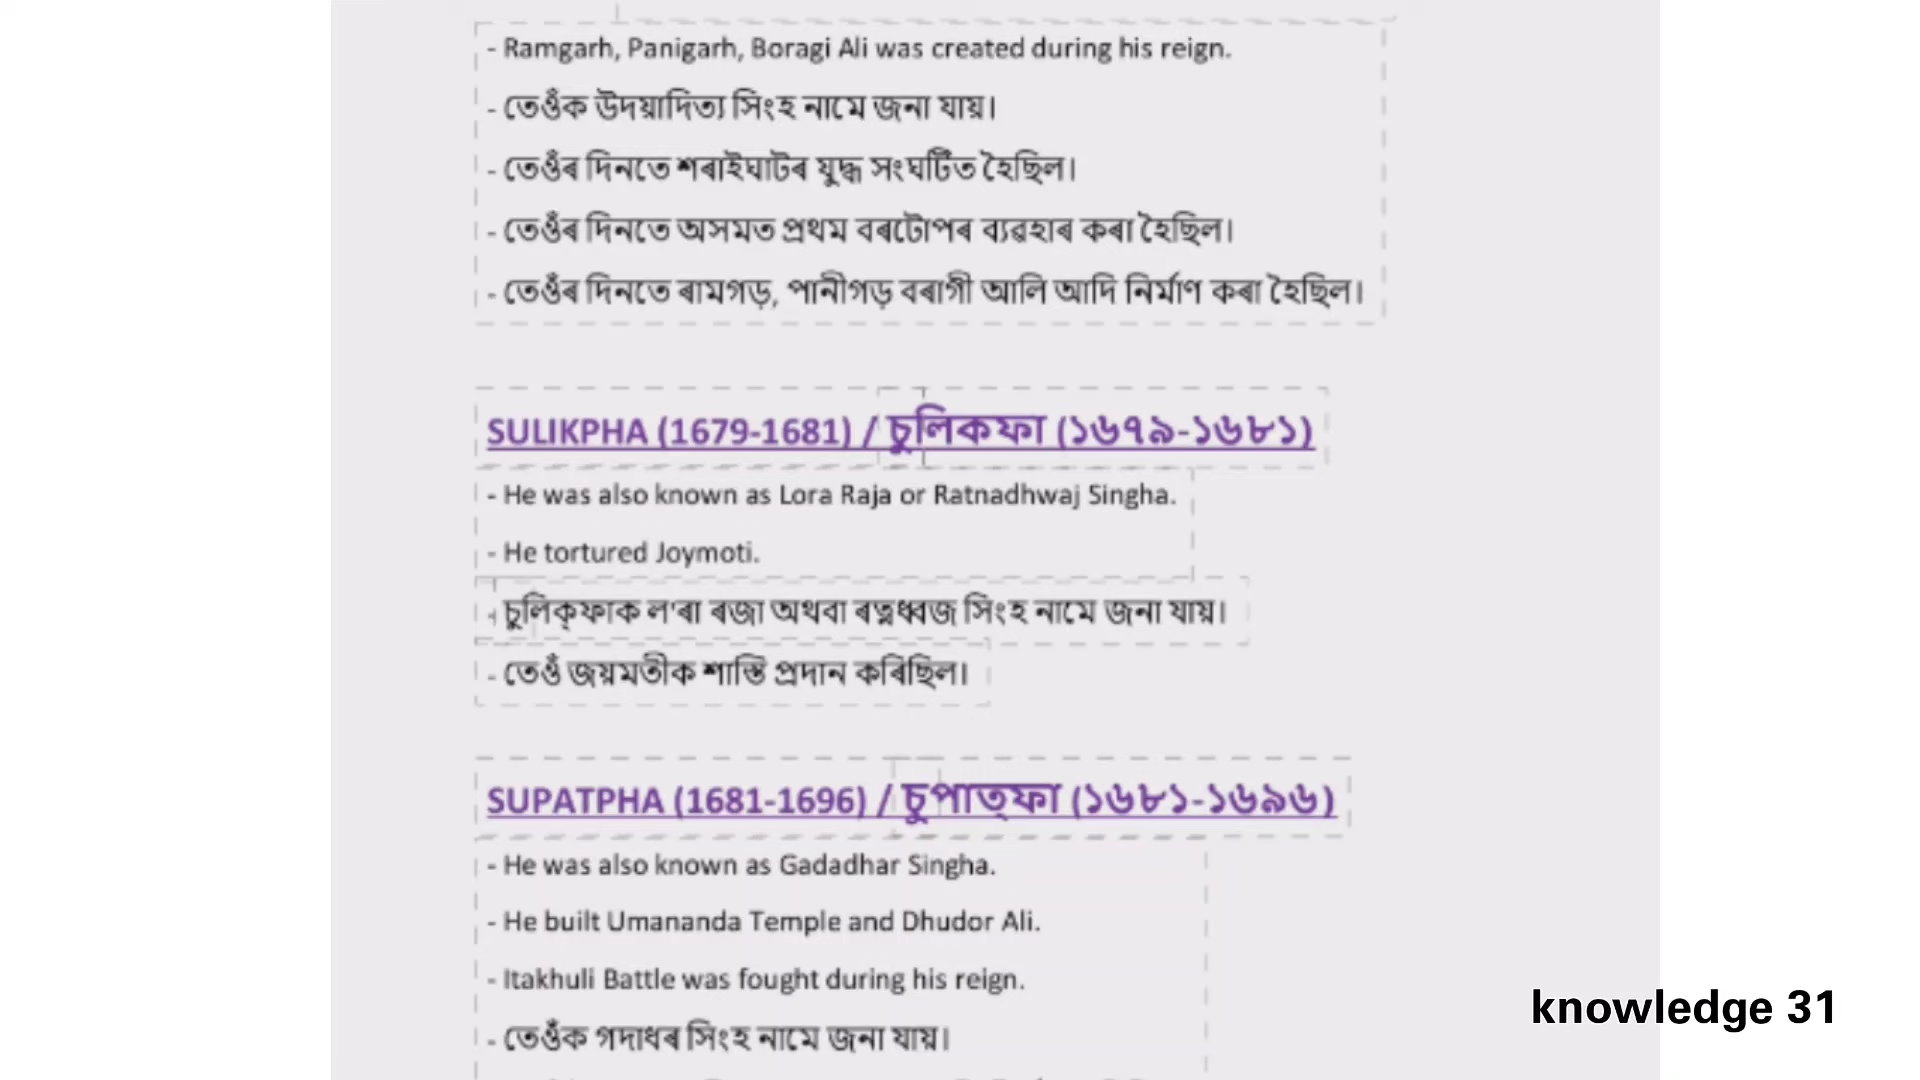 - Ramgarh, Panigarh, Boragi Ali was created during his reign.
- তেওঁক উদয়াদিত্য সিংহ নামে জনা যায়।
- তেওঁৰ দিনতে শৰাইঘাটৰ যুদ্ধ সংঘটিত হৈছিল।
- তেওঁৰ দিনতে অসমত প্ৰথম বৰটোপৰ ব্যৱহাৰ কৰা হৈছিল।
- তেওঁৰ দিনতে ৰামগড়, পানীগড় বৰাগী আলি আদি নিৰ্মাণ কৰা হৈছিল।
SULIKPHA (1679-1681) / চুলিকফা (১৬৭৯-১৬৮১)
- He was also known as Lora Raja or Ratnadhwaj Singha.
- He tortured Joymoti.
- চুলিক্ফাক ল'ৰা ৰজা অথবা ৰত্নধ্বজ সিংহ নামে জনা যায়।
- তেওঁ জয়মতীক শাস্তি প্ৰদান কৰিছিল।
SUPATPHA (1681-1696) / চুপাত্ফা (১৬৮১-১৬৯৬)
- He was also known as Gadadhar Singha.
- He built Umananda Temple and Dhudor Ali.
- Itakhuli Battle was fought during his reign.
- তেওঁক গদাধৰ সিংহ নামে জনা যায়।
knowledge 31